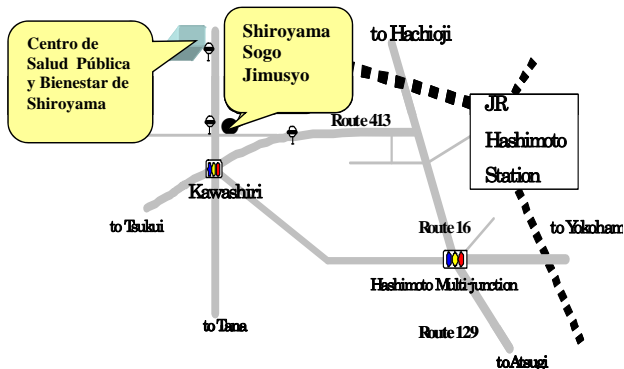 Centro de
Salud Pública
y Bienestar de
Shiroyama
Shiroyama
Sogo
Jimusyo
to Hachioji
JR
Hashimoto
Station
Route 413
Kawashiri
to Tsukui
Route 16
to Yokoham
Hashimoto Multi-junction
to Tana
Route 129
to Atsugi